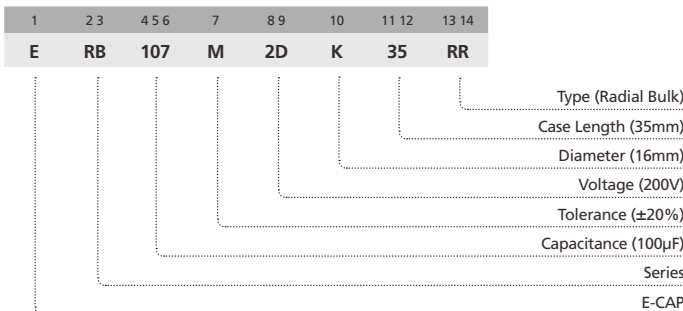 1 2 3 4 5 6 7 8 9 10 11 12 13 14
E RB 107 M 2D K 35 RR
Type (Radial Bulk)
Case Length (35mm)
Diameter (16mm)
Voltage (200V)
Tolerance (±20%)
Capacitance (100µF)
Series
E-CAP